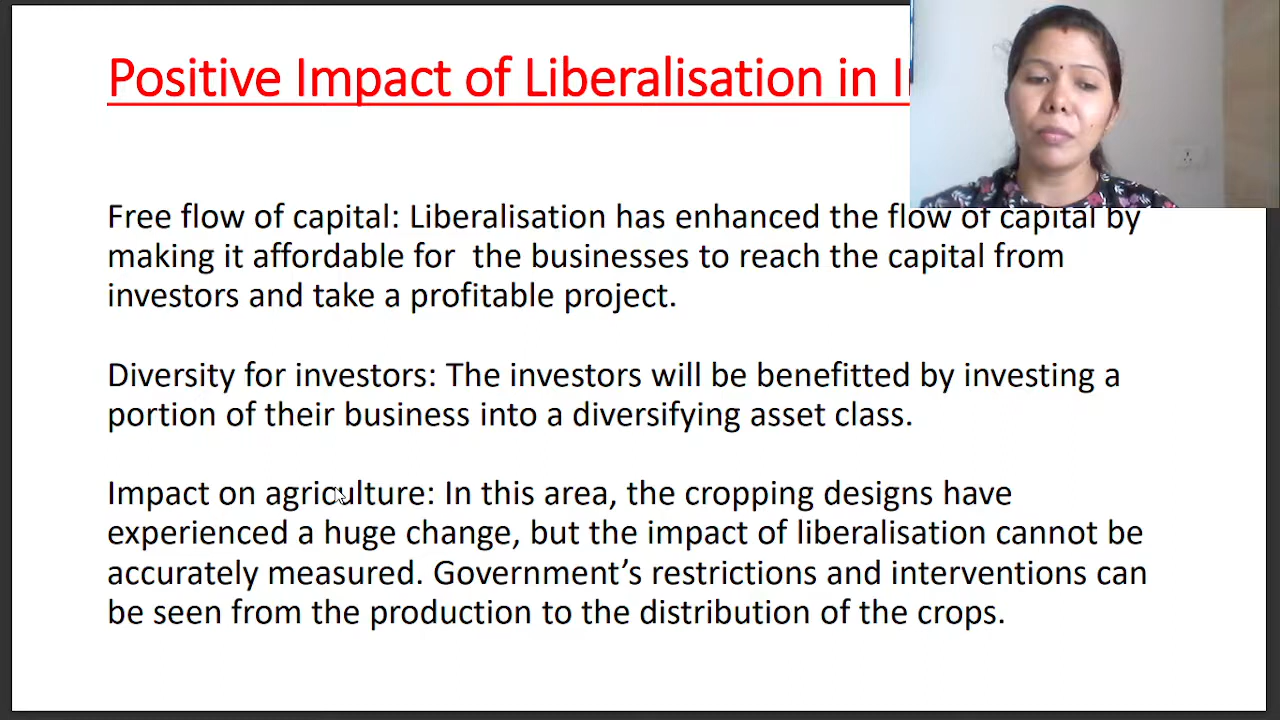 Positive Impact of Liberalisation in
Free flow of capital: Liberalisation has enhanced the flow of capital by
making it affordable for the businesses to reach the capital from
investors and take a profitable project.
Diversity for investors: The investors will be benefitted by investing a
portion of their business into a diversifying asset class.
Impact on agriculture: In this area, the cropping designs have
experienced a huge change, but the impact of liberalisation cannot be
accurately measured. Government’s restrictions and interventions can
be seen from the production to the distribution of the crops.